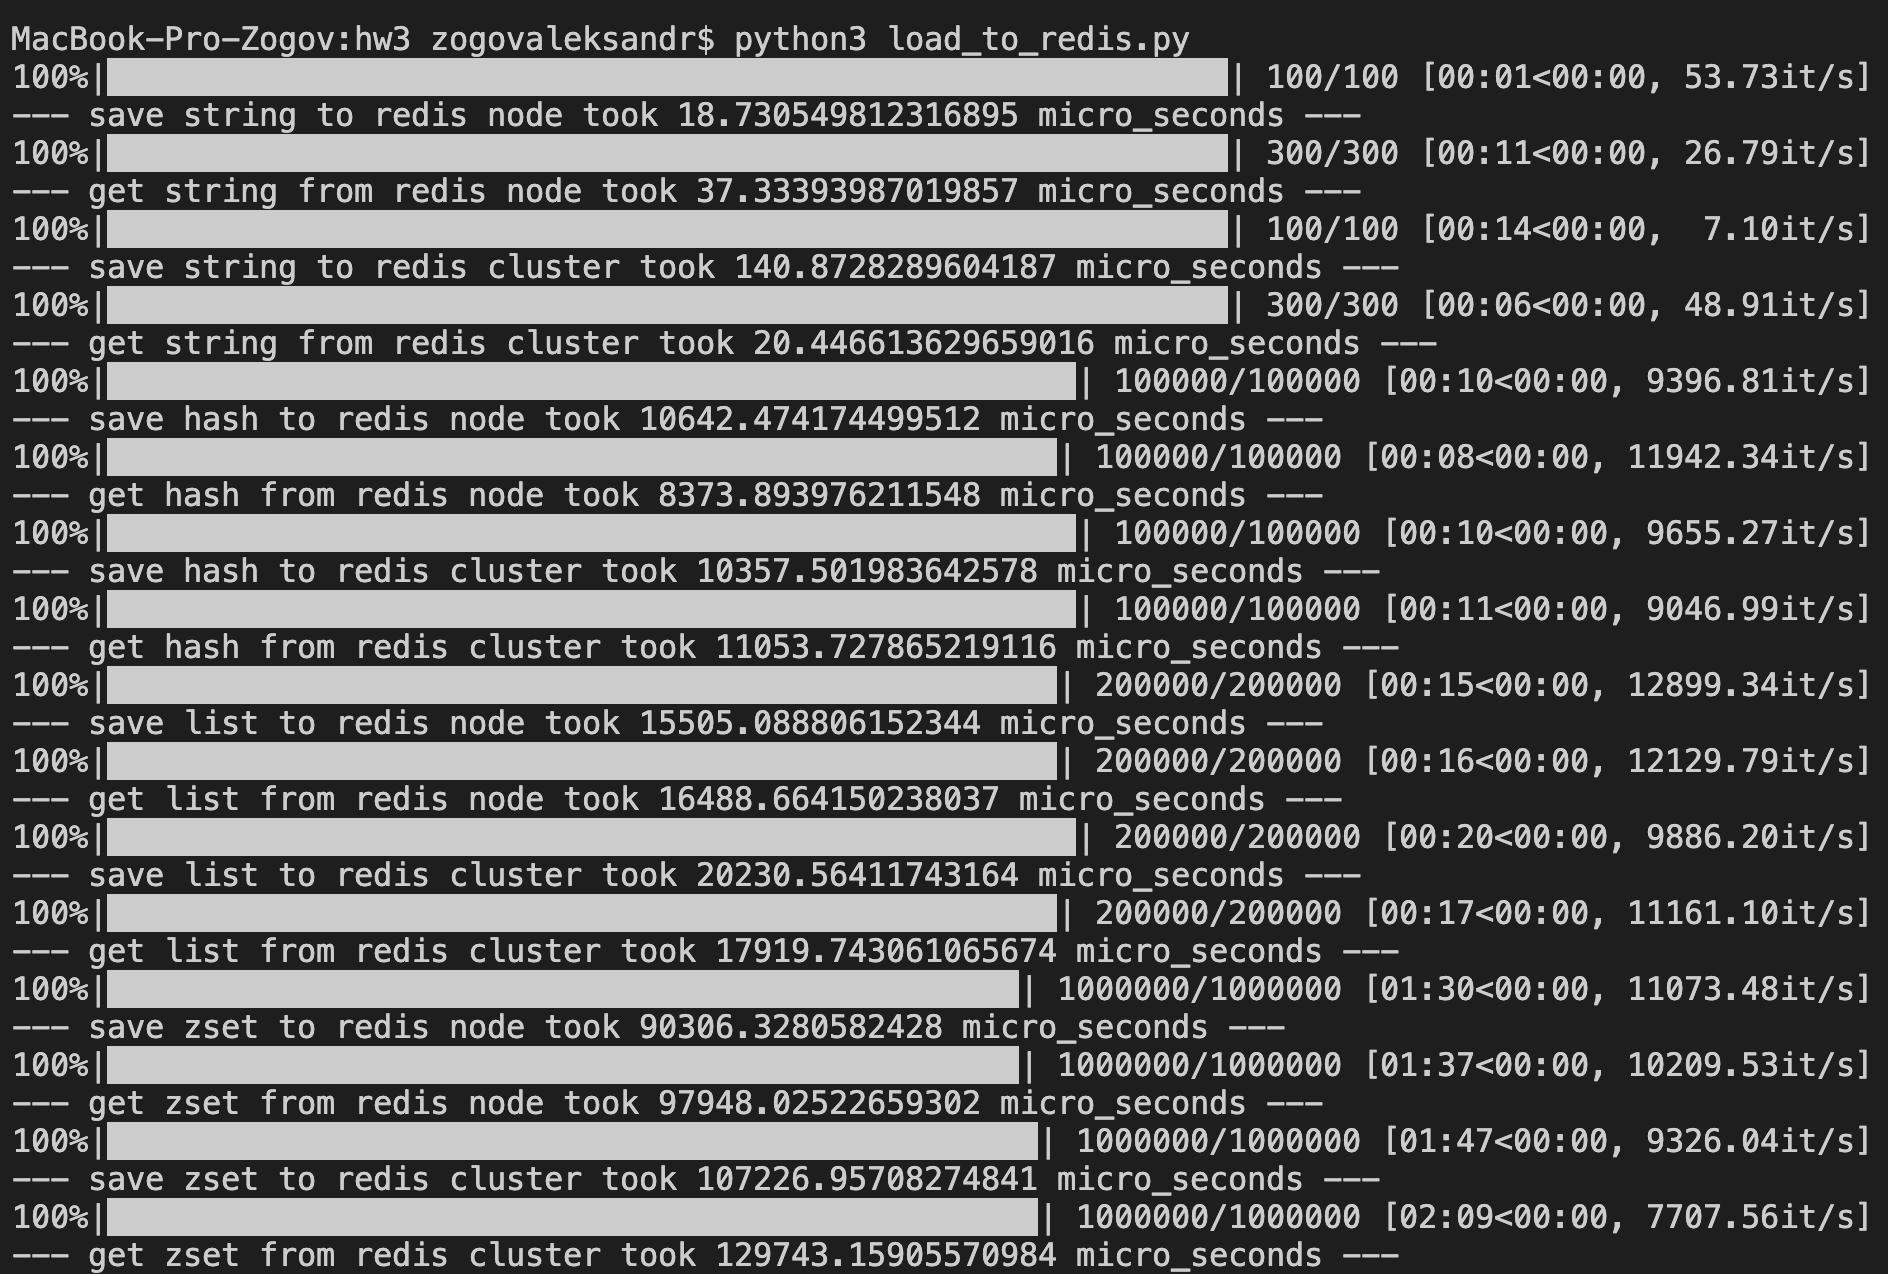 MacBook-Pro-Zogov:hw3 zogovaleksandr$ python3 load_to_redis.py
100%|██████████| 100/100 [00:01<00:00, 53.73it/s]
--- save string to redis node took 18.730549812316895 micro_seconds ---
100%|██████████| 300/300 [00:11<00:00, 26.79it/s]
--- get string from redis node took 37.33393987019857 micro_seconds ---
100%|██████████| 100/100 [00:14<00:00,  7.10it/s]
--- save string to redis cluster took 140.8728289604187 micro_seconds ---
100%|██████████| 300/300 [00:06<00:00, 48.91it/s]
--- get string from redis cluster took 20.446613629659016 micro_seconds ---
100%|██████████| 100000/100000 [00:10<00:00, 9396.81it/s]
--- save hash to redis node took 10642.474174499512 micro_seconds ---
100%|██████████| 100000/100000 [00:08<00:00, 11942.34it/s]
--- get hash from redis node took 8373.893976211548 micro_seconds ---
100%|██████████| 100000/100000 [00:10<00:00, 9655.27it/s]
--- save hash to redis cluster took 10357.501983642578 micro_seconds ---
100%|██████████| 100000/100000 [00:11<00:00, 9046.99it/s]
--- get hash from redis cluster took 11053.727865219116 micro_seconds ---
100%|██████████| 200000/200000 [00:15<00:00, 12899.34it/s]
--- save list to redis node took 15505.088806152344 micro_seconds ---
100%|██████████| 200000/200000 [00:16<00:00, 12129.79it/s]
--- get list from redis node took 16488.664150238037 micro_seconds ---
100%|██████████| 200000/200000 [00:20<00:00, 9886.20it/s]
--- save list to redis cluster took 20230.56411743164 micro_seconds ---
100%|██████████| 200000/200000 [00:17<00:00, 11161.10it/s]
--- get list from redis cluster took 17919.743061065674 micro_seconds ---
100%|██████████| 1000000/1000000 [01:30<00:00, 11073.48it/s]
--- save zset to redis node took 90306.3280582428 micro_seconds ---
100%|██████████| 1000000/1000000 [01:37<00:00, 10209.53it/s]
--- get zset from redis node took 97948.02522659302 micro_seconds ---
100%|██████████| 1000000/1000000 [01:47<00:00, 9326.04it/s]
--- save zset to redis cluster took 107226.95708274841 micro_seconds ---
100%|██████████| 1000000/1000000 [02:09<00:00, 7707.56it/s]
--- get zset from redis cluster took 129743.15905570984 micro_seconds ---